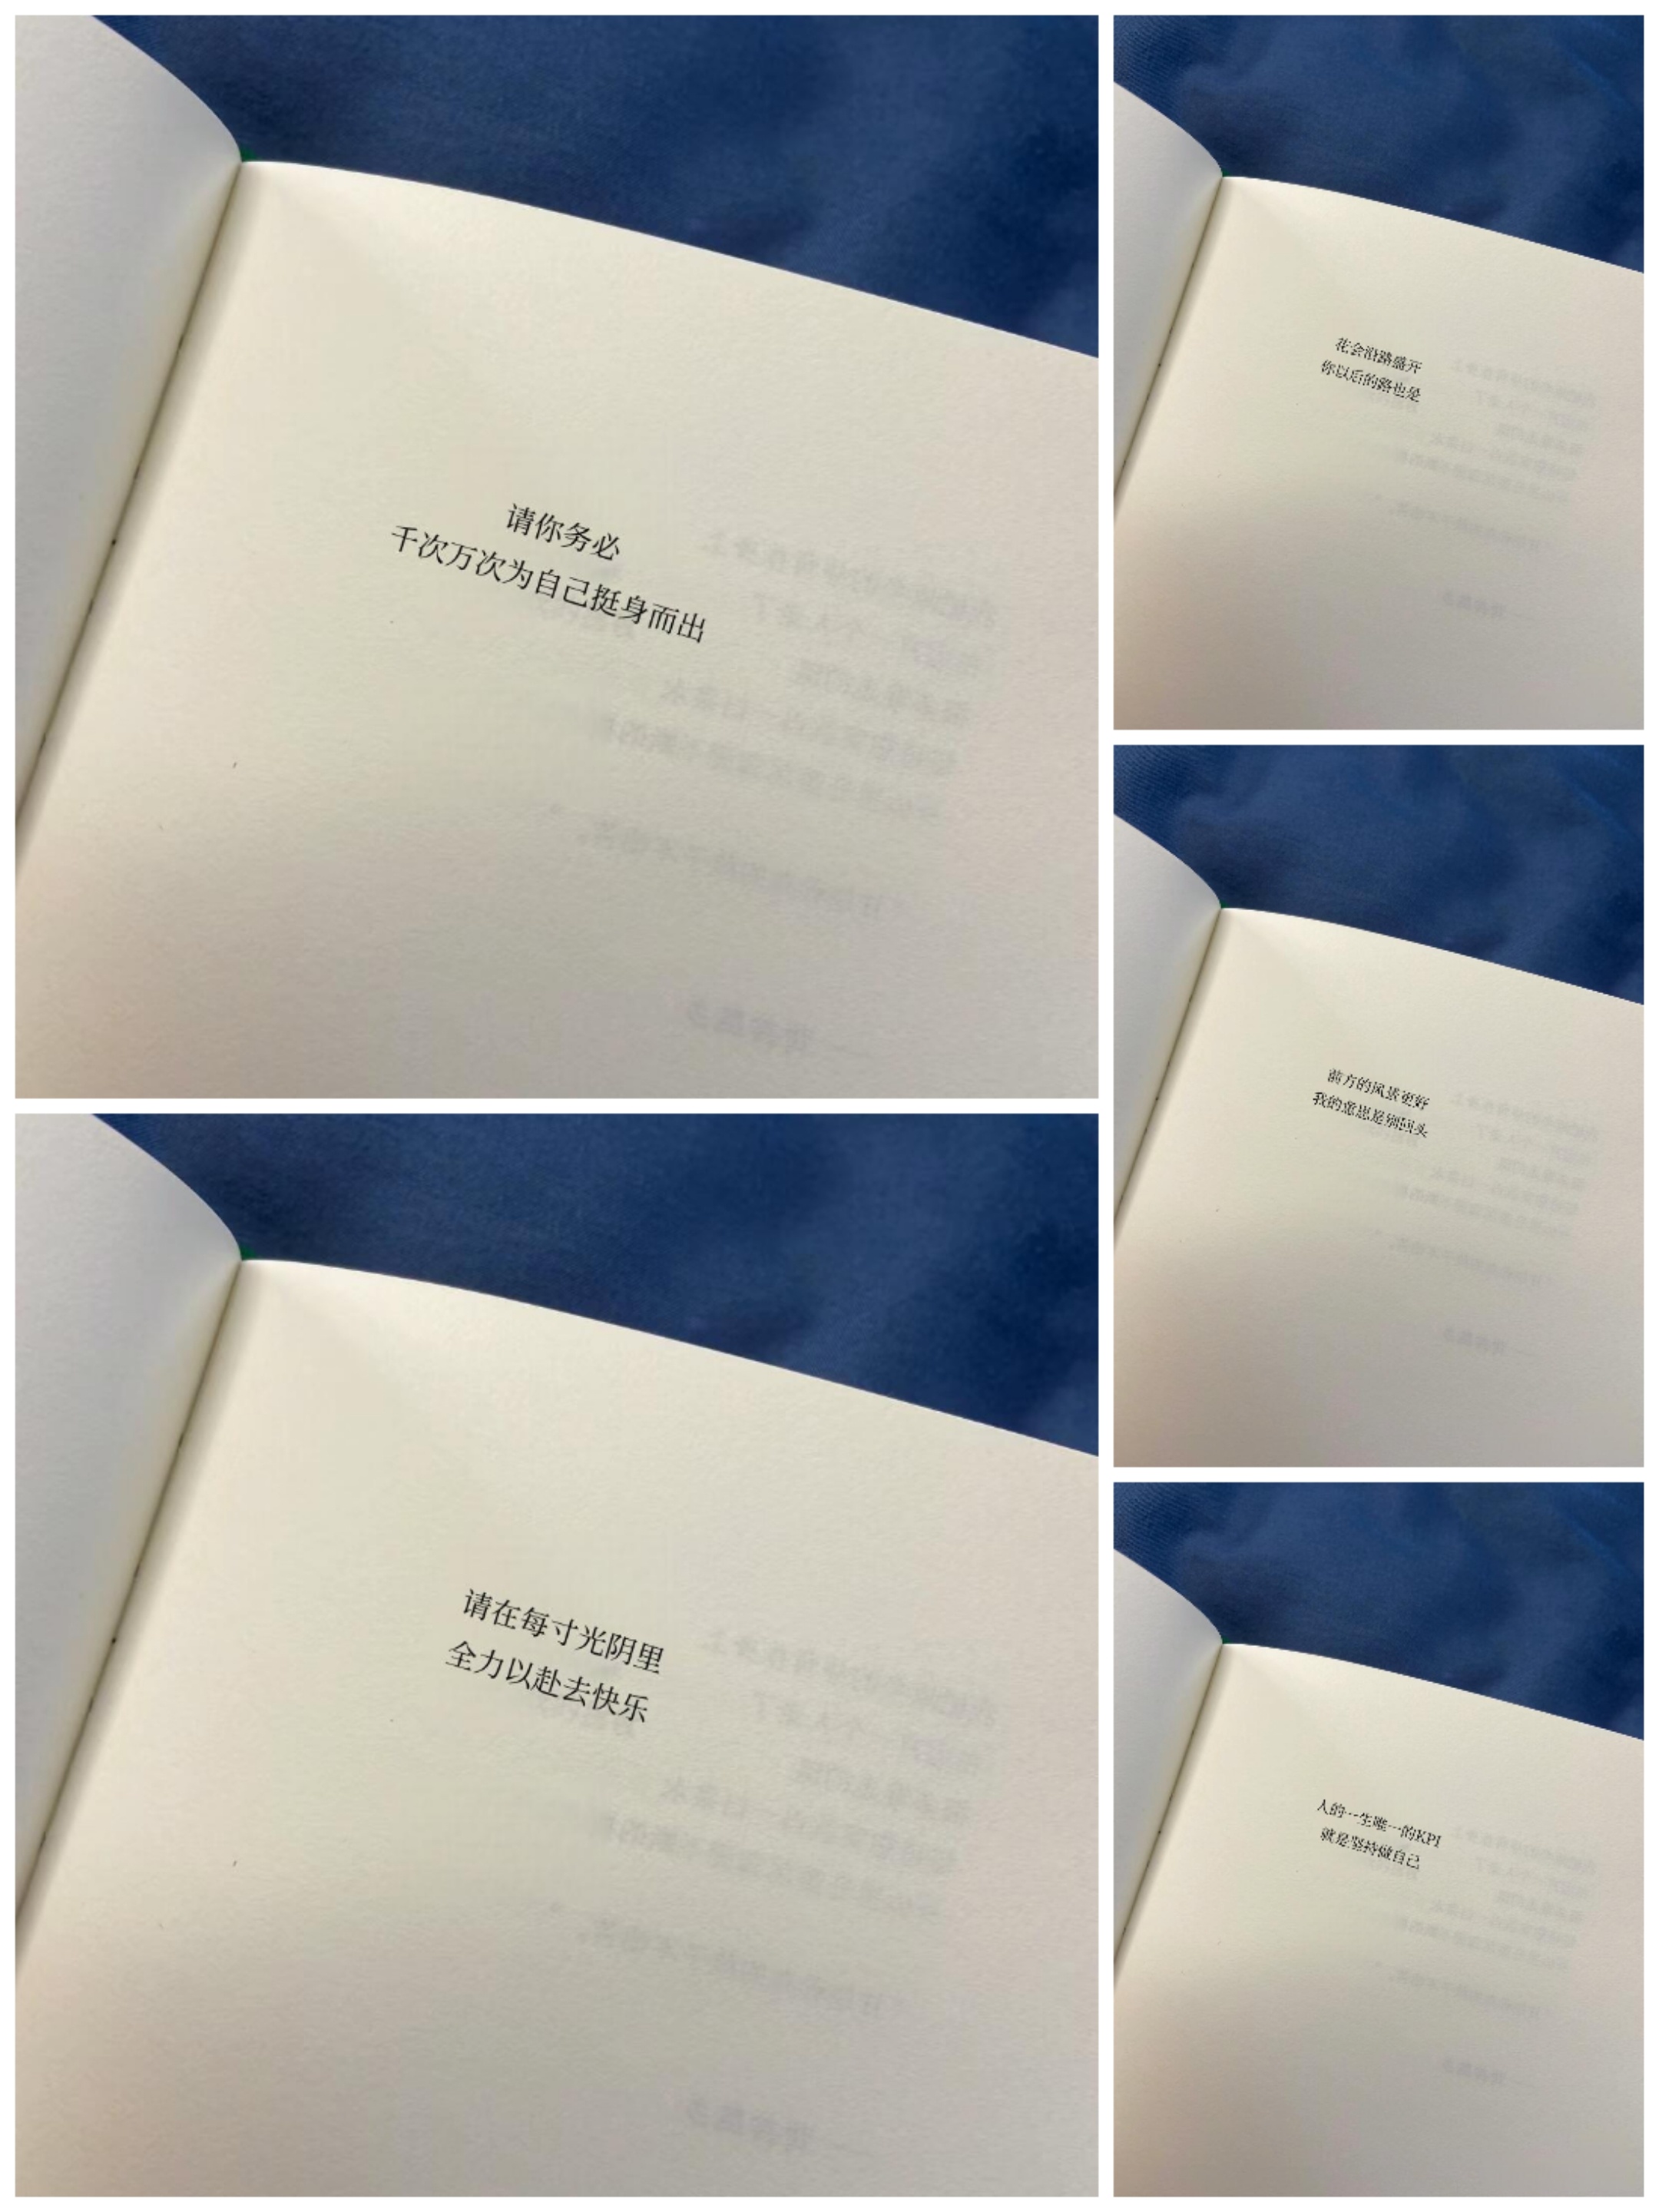 请你务必
千次万次为自己挺身而出
请在每寸光阴里
全力以赴去快乐
花会沿路盛开
你以后的路也是
前方的风景更好
我的意思是别回头
人的一生唯一的KPI
就是坚持做自己